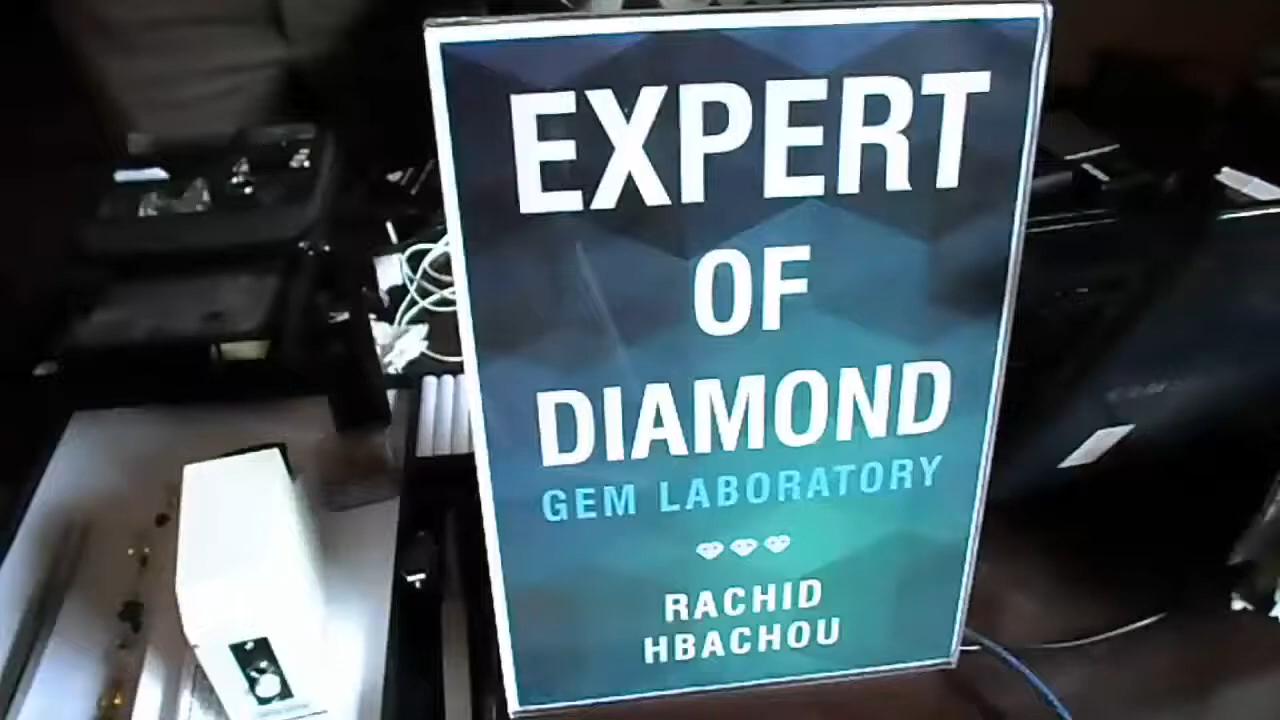 EXPERT
OF
DIAMOND
GEM LABORATORY
RACHID
HBACHOU